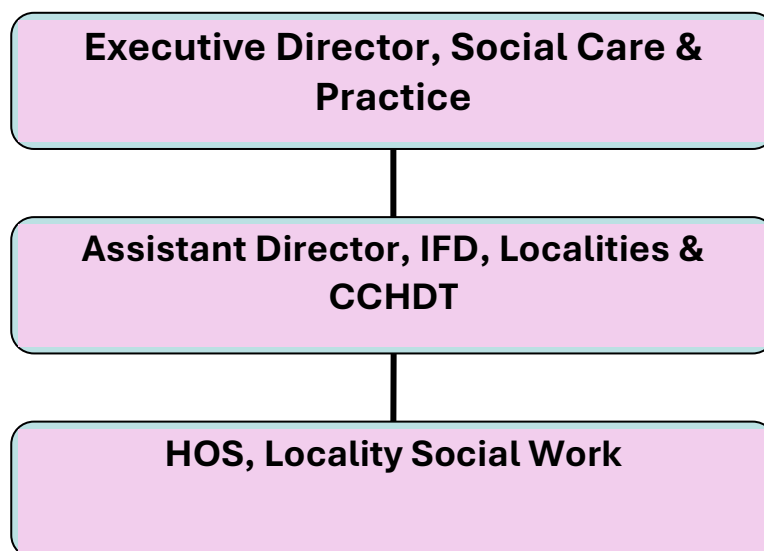 Executive Director, Social Care &
Practice
Assistant Director, IFD, Localities &
CCHDT
HOS, Locality Social Work